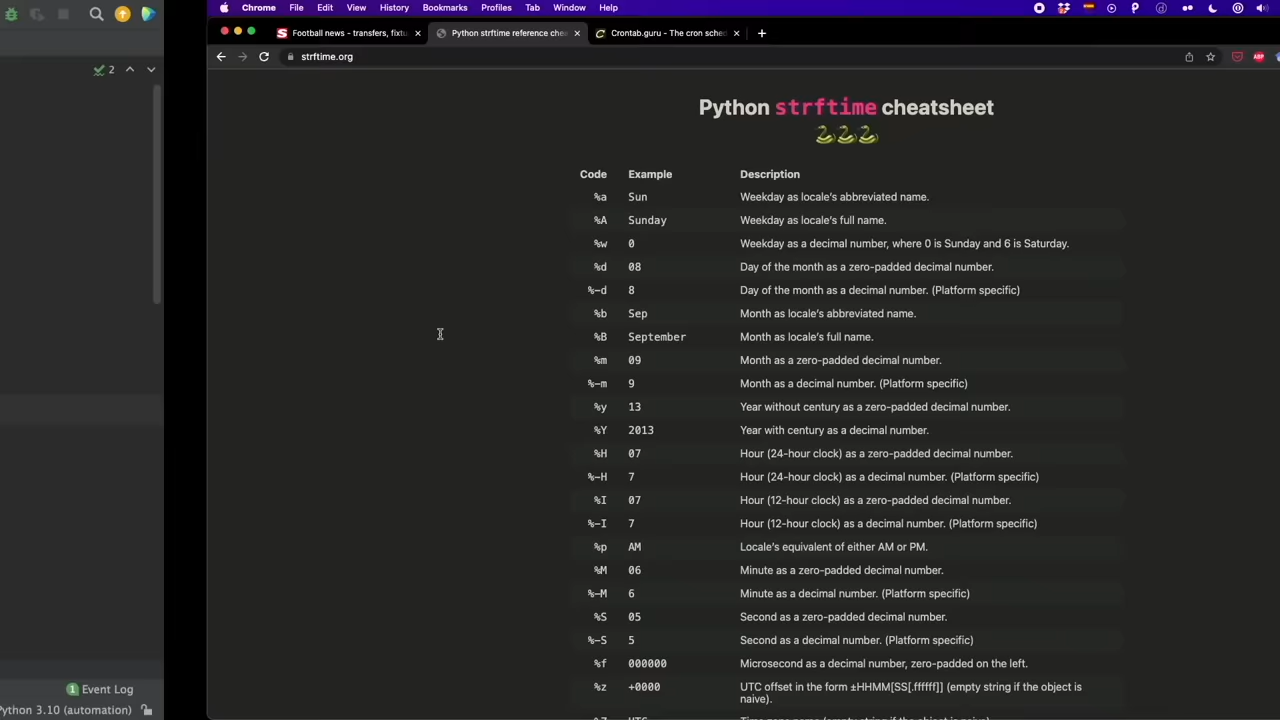 Chrome File Edit View History Bookmarks Profiles Tab Window Help
Football news - transfers, fixtu
Python strftime reference chea
Crontab.guru - The cron sched
strftime.org
2
Python strftime cheatsheet
Code Example Description
%a Sun Weekday as locale's abbreviated name.
%A Sunday Weekday as locale's full name.
%w 0 Weekday as a decimal number, where 0 is Sunday and 6 is Saturday.
%d 08 Day of the month as a zero-padded decimal number.
%-d 8 Day of the month as a decimal number. (Platform specific)
%b Sep Month as locale's abbreviated name.
%B September Month as locale's full name.
%m 09 Month as a zero-padded decimal number.
%-m 9 Month as a decimal number. (Platform specific)
%y 13 Year without century as a zero-padded decimal number.
%Y 2013 Year with century as a decimal number.
%H 07 Hour (24-hour clock) as a zero-padded decimal number.
%-H 7 Hour (24-hour clock) as a decimal number. (Platform specific)
%I 07 Hour (12-hour clock) as a zero-padded decimal number.
%-I 7 Hour (12-hour clock) as a decimal number. (Platform specific)
%p AM Locale's equivalent of either AM or PM.
%M 06 Minute as a zero-padded decimal number.
%-M 6 Minute as a decimal number. (Platform specific)
%S 05 Second as a zero-padded decimal number.
%-S 5 Second as a decimal number. (Platform specific)
%f 000000 Microsecond as a decimal number, zero-padded on the left.
%z +0000 UTC offset in the form ±HHMM[SS[.ffffff]] (empty string if the object is
naive).
1 Event Log
Python 3.10 (automation)